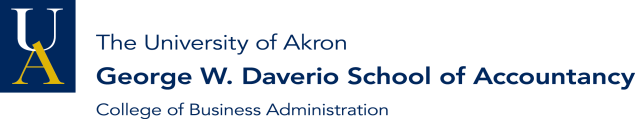 UA
The University of Akron
George W. Daverio School of Accountancy
College of Business Administration